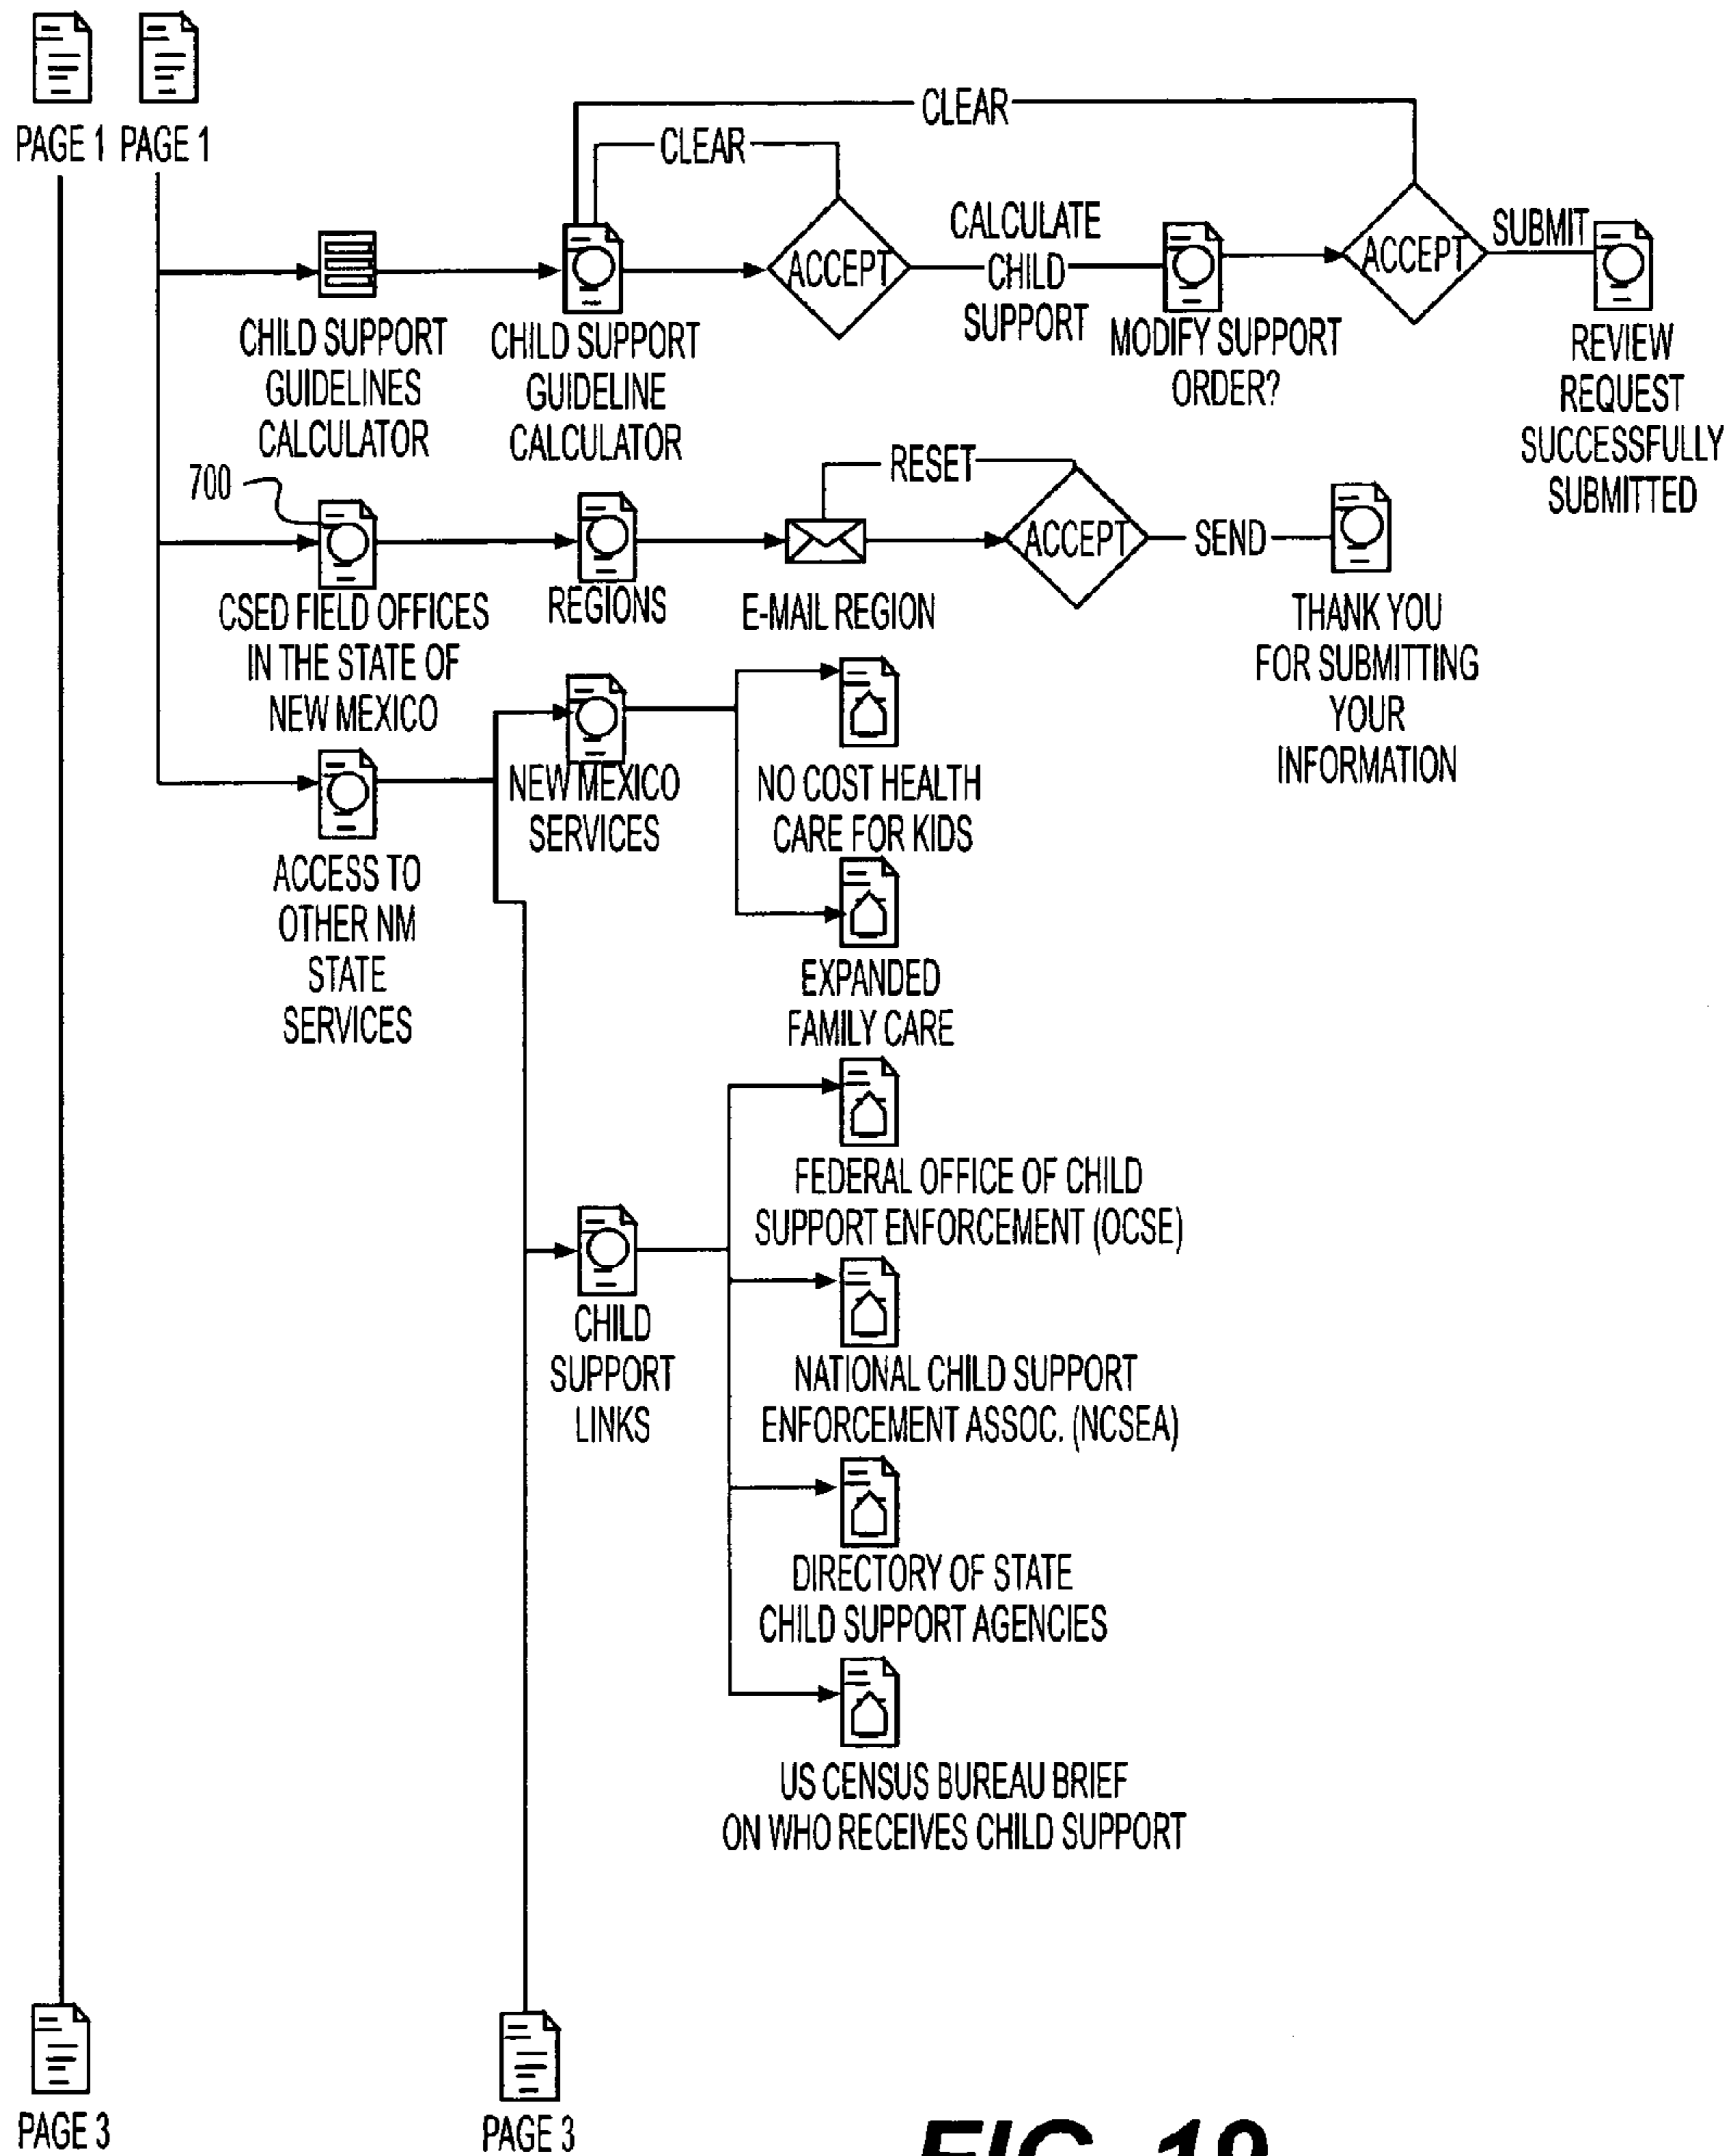 PAGE 1
PAGE 1
CLEAR
CLEAR
ACCEPT
CALCULATE
CHILD
SUPPORT
ACCEPT
SUBMIT
CHILD SUPPORT
GUIDELINES
CALCULATOR
CHILD SUPPORT
GUIDELINE
CALCULATOR
MODIFY SUPPORT
ORDER?
REVIEW
REQUEST
SUCCESSFULLY
SUBMITTED
700
RESET
ACCEPT
SEND
CSED FIELD OFFICES
IN THE STATE OF
NEW MEXICO
REGIONS
E-MAIL REGION
THANK YOU
FOR SUBMITTING
YOUR
INFORMATION
NEW MEXICO
SERVICES
NO COST HEALTH
CARE FOR KIDS
ACCESS TO
OTHER NM
STATE
SERVICES
EXPANDED
FAMILY CARE
FEDERAL OFFICE OF CHILD
SUPPORT ENFORCEMENT (OCSE)
CHILD
SUPPORT
LINKS
NATIONAL CHILD SUPPORT
ENFORCEMENT ASSOC. (NCSEA)
DIRECTORY OF STATE
CHILD SUPPORT AGENCIES
US CENSUS BUREAU BRIEF
ON WHO RECEIVES CHILD SUPPORT
PAGE 3
PAGE 3
FIG.